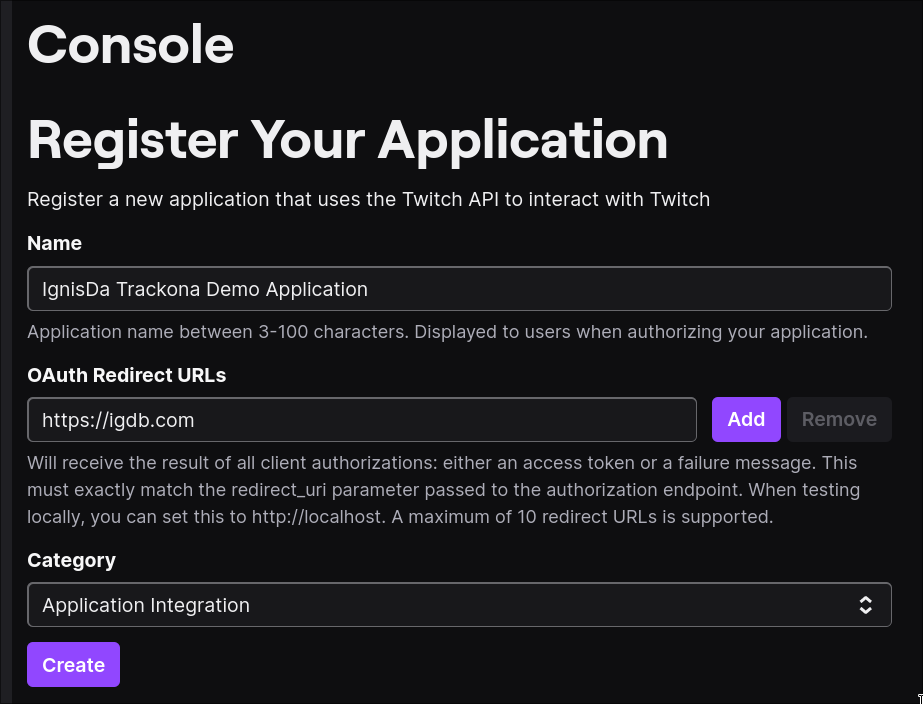 Console
Register Your Application
Register a new application that uses the Twitch API to interact with Twitch
Name
IgnisDa Trackona Demo Application
Application name between 3-100 characters. Displayed to users when authorizing your application.
OAuth Redirect URLs
https://igdb.com
Add
Remove
Will receive the result of all client authorizations: either an access token or a failure message. This
must exactly match the redirect_uri parameter passed to the authorization endpoint. When testing
locally, you can set this to http://localhost. A maximum of 10 redirect URLs is supported.
Category
Application Integration
Create